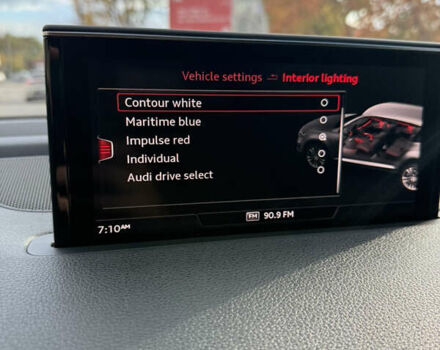 Vehicle settings Interior lighting
Contour white
Maritime blue
Impulse red
Individual
Audi drive select
FM 90.9 FM
7:10AM